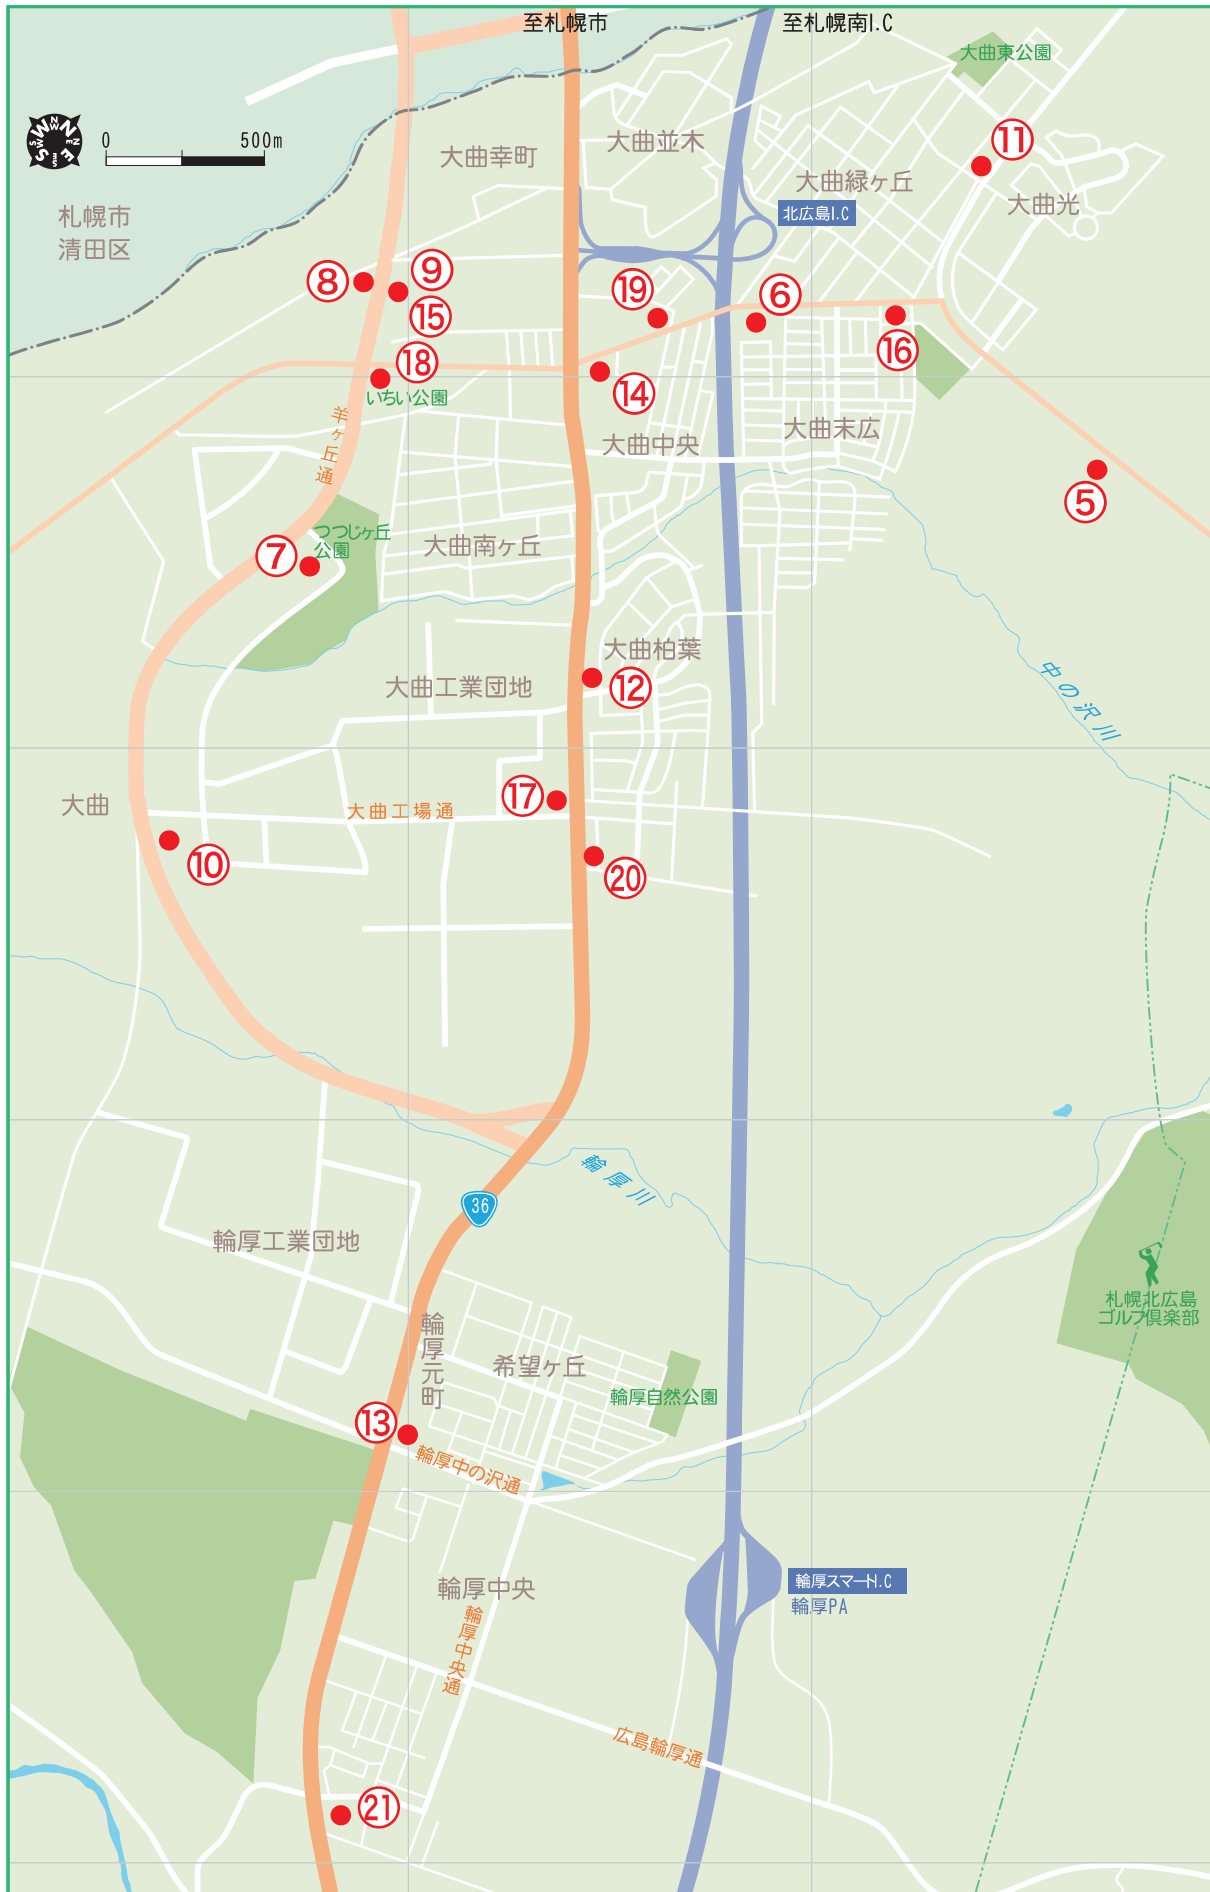 至札幌市
至札幌南I.C
大曲東公園
N
N
E
E
S
S
W
W
0
500m
大曲幸町
大曲並木
大曲緑ヶ丘
⑪
大曲光
北広島I.C
札幌市
清田区
⑧
⑨
⑮
⑲
⑥
⑯
⑱
いちい公園
⑭
羊ヶ丘通
大曲中央
大曲末広
⑤
つつじヶ丘
公園
⑦
大曲南ヶ丘
大曲柏葉
⑫
中の沢川
大曲工業団地
大曲
大曲工場通
⑰
⑩
⑳
輪厚川
36
輪厚工業団地
札幌北広島
ゴルフ倶楽部
輪厚元町
希望ヶ丘
輪厚自然公園
⑬
輪厚中の沢通
輪厚スマートI.C
輪厚PA
輪厚中央
輪厚中央通
広島輪厚通
㉑